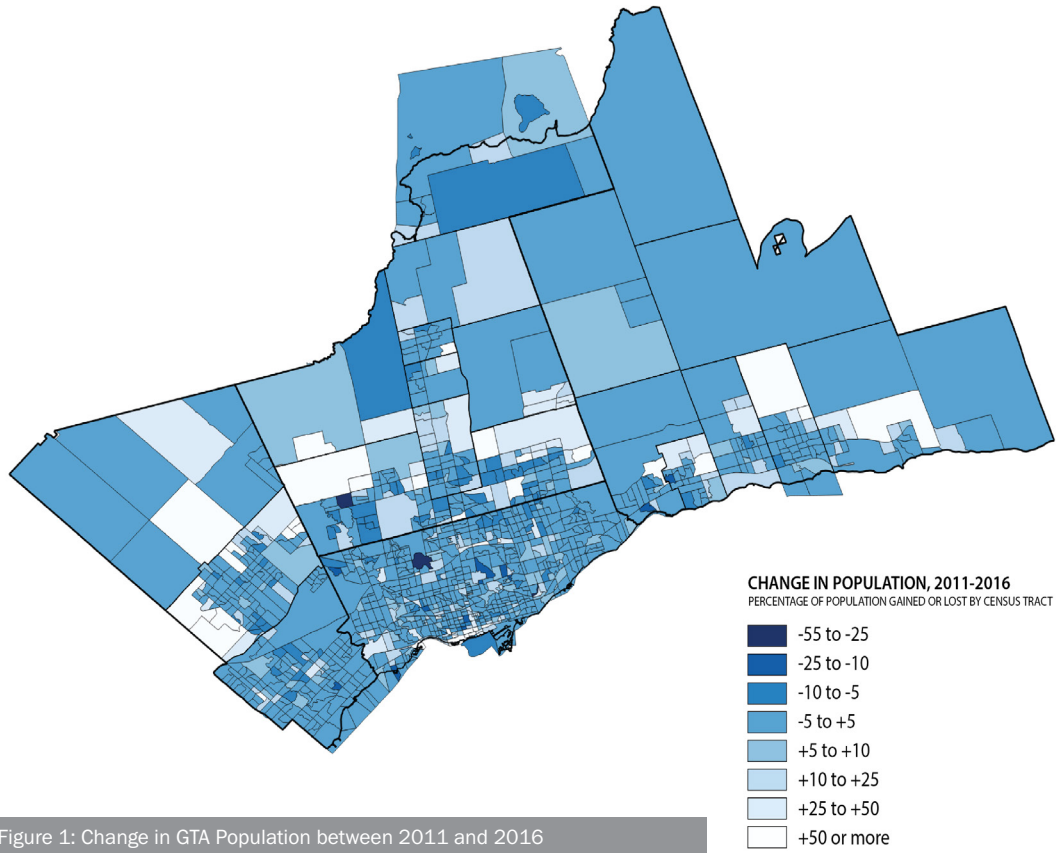 CHANGE IN POPULATION, 2011-2016
PERCENTAGE OF POPULATION GAINED OR LOST BY CENSUS TRACT
-55 to -25
-25 to -10
-10 to -5
-5 to +5
+5 to +10
+10 to +25
+25 to +50
+50 or more
Figure 1: Change in GTA Population between 2011 and 2016